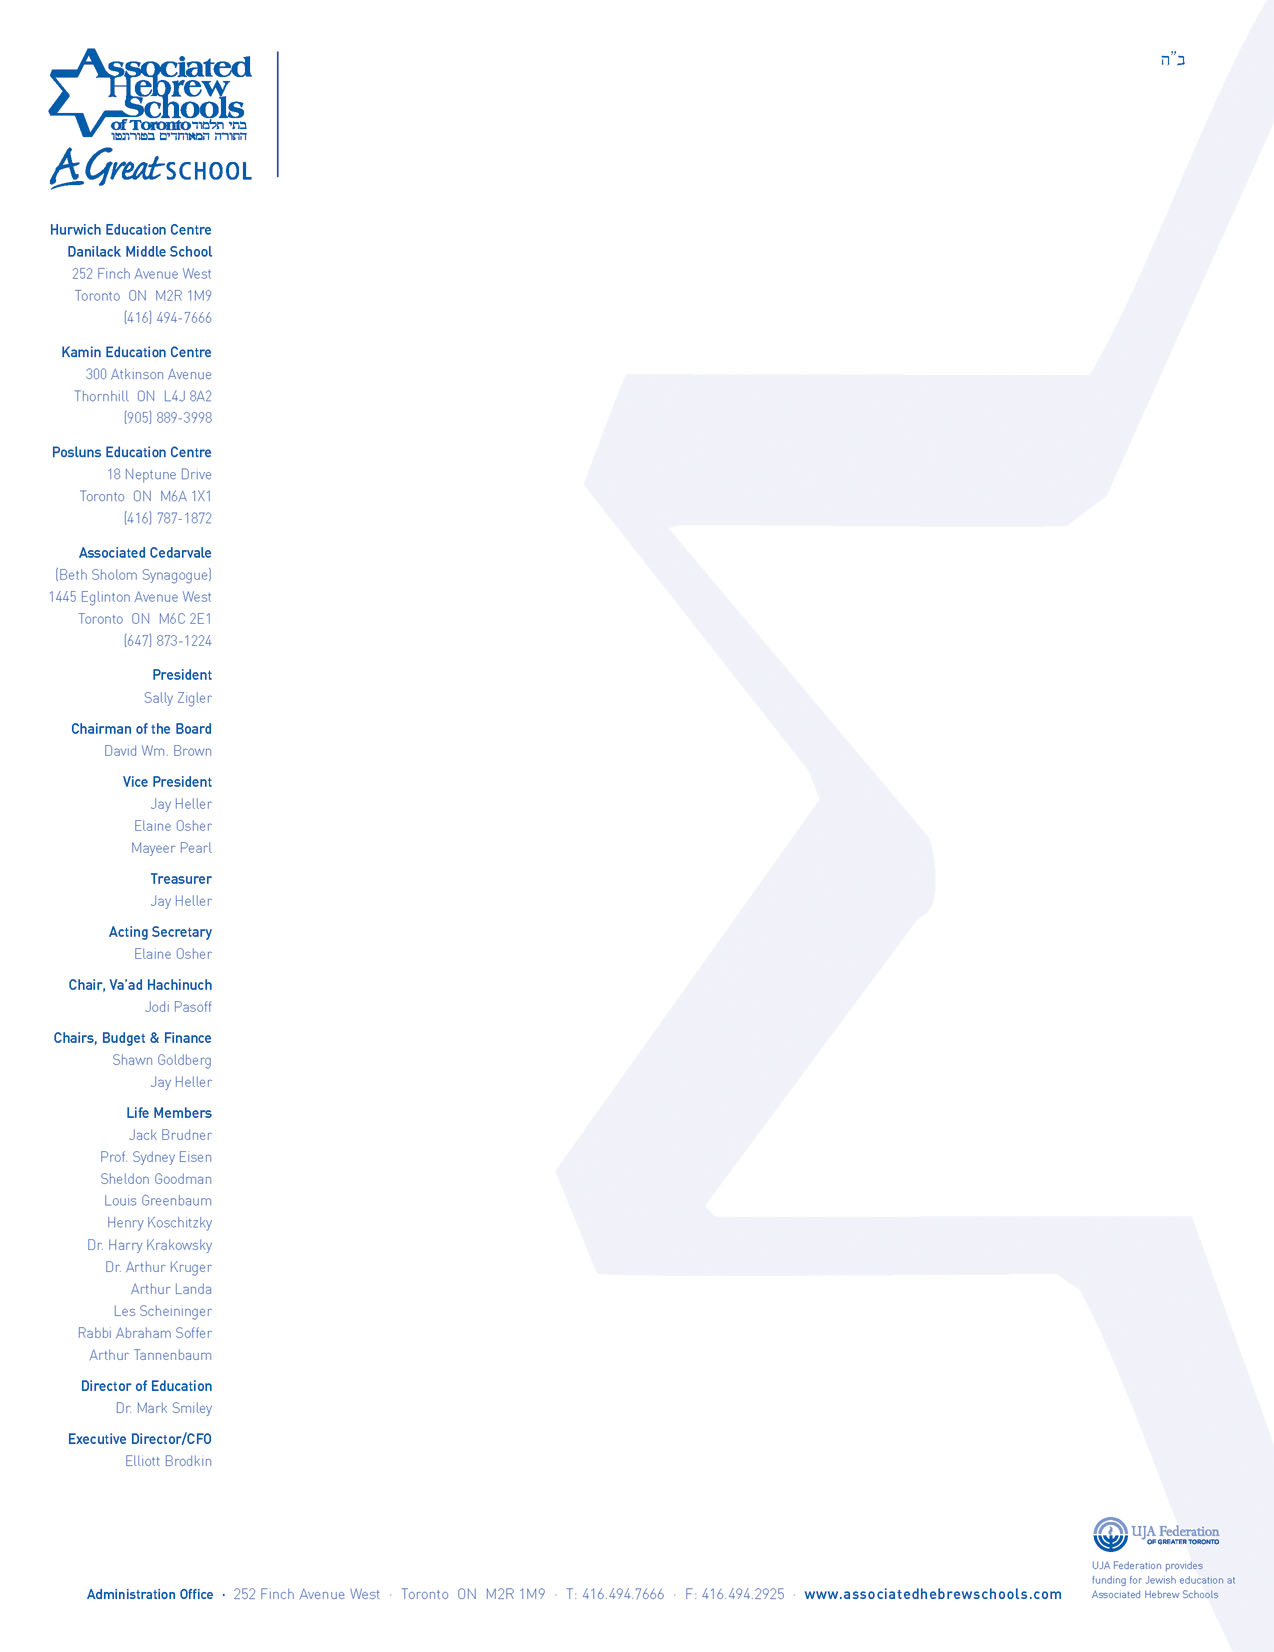 Associated
Hebrew
Schools
of Toronto בתי תלמוד
התורה המאוחדים בטורונטו
A Great SCHOOL
ב”ה
Hurwich Education Centre
Danilack Middle School
252 Finch Avenue West
Toronto ON M2R 1M9
(416) 494-7666
Kamin Education Centre
300 Atkinson Avenue
Thornhill ON L4J 8A2
(905) 889-3998
Posluns Education Centre
18 Neptune Drive
Toronto ON M6A 1X1
(416) 787-1872
Associated Cedarvale
(Beth Sholom Synagogue)
1445 Eglinton Avenue West
Toronto ON M6C 2E1
(647) 873-1224
President
Sally Zigler
Chairman of the Board
David Wm. Brown
Vice President
Jay Heller
Elaine Osher
Mayeer Pearl
Treasurer
Jay Heller
Acting Secretary
Elaine Osher
Chair, Va'ad Hachinuch
Jodi Pasoff
Chairs, Budget & Finance
Shawn Goldberg
Jay Heller
Life Members
Jack Brudner
Prof. Sydney Eisen
Sheldon Goodman
Louis Greenbaum
Henry Koschitzky
Dr. Harry Krakowsky
Dr. Arthur Kruger
Arthur Landa
Les Scheininger
Rabbi Abraham Soffer
Arthur Tannenbaum
Director of Education
Dr. Mark Smiley
Executive Director/CFO
Elliott Brodkin
UJA Federation
OF GREATER TORONTO
UJA Federation provides
funding for Jewish education at
Associated Hebrew Schools
Administration Office · 252 Finch Avenue West · Toronto ON M2R 1M9 · T: 416.494.7666 · F: 416.494.2925 · www.associatedhebrewschools.com